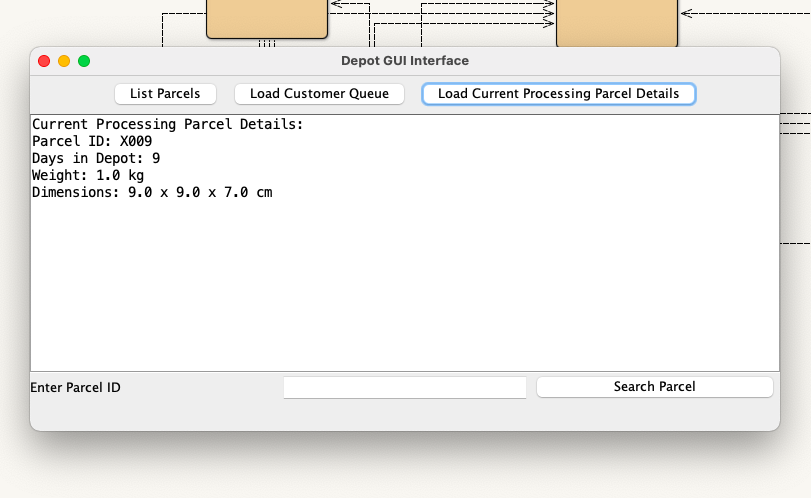 Depot GUI Interface
List Parcels
Load Customer Queue
Load Current Processing Parcel Details
Current Processing Parcel Details:
Parcel ID: X009
Days in Depot: 9
Weight: 1.0 kg
Dimensions: 9.0 x 9.0 x 7.0 cm
Enter Parcel ID
Search Parcel